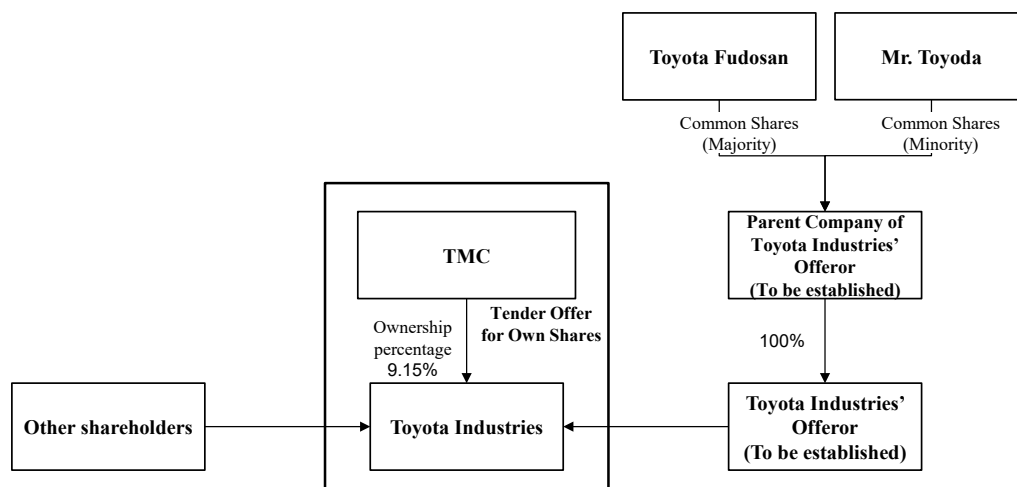 Toyota Fudosan
Mr. Toyoda
Common Shares
(Majority)
Common Shares
(Minority)
Parent Company of
Toyota Industries’
Offeror
(To be established)
TMC
Tender Offer
for Own Shares
Ownership
percentage
9.15%
100%
Other shareholders
Toyota Industries
Toyota Industries’
Offeror
(To be established)